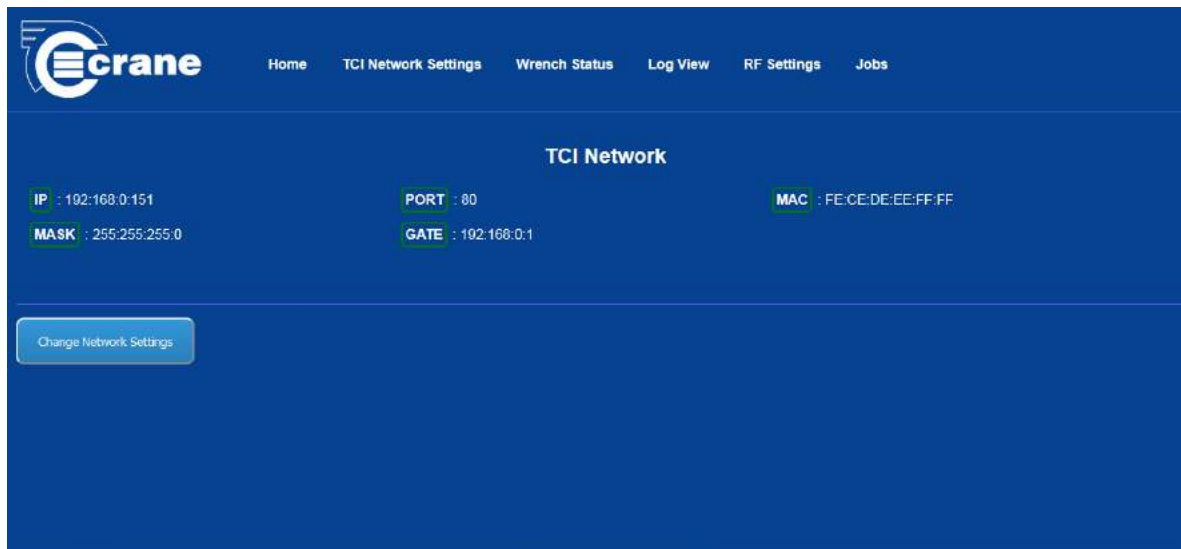 crane
Home TCI Network Settings Wrench Status Log View RF Settings Jobs
TCI Network
IP : 192:168:0:151 PORT : 80 MAC : FE:CE:DE:EE:FF:FF
MASK : 255:255:255:0 GATE : 192:168:0:1
Change Network Settings